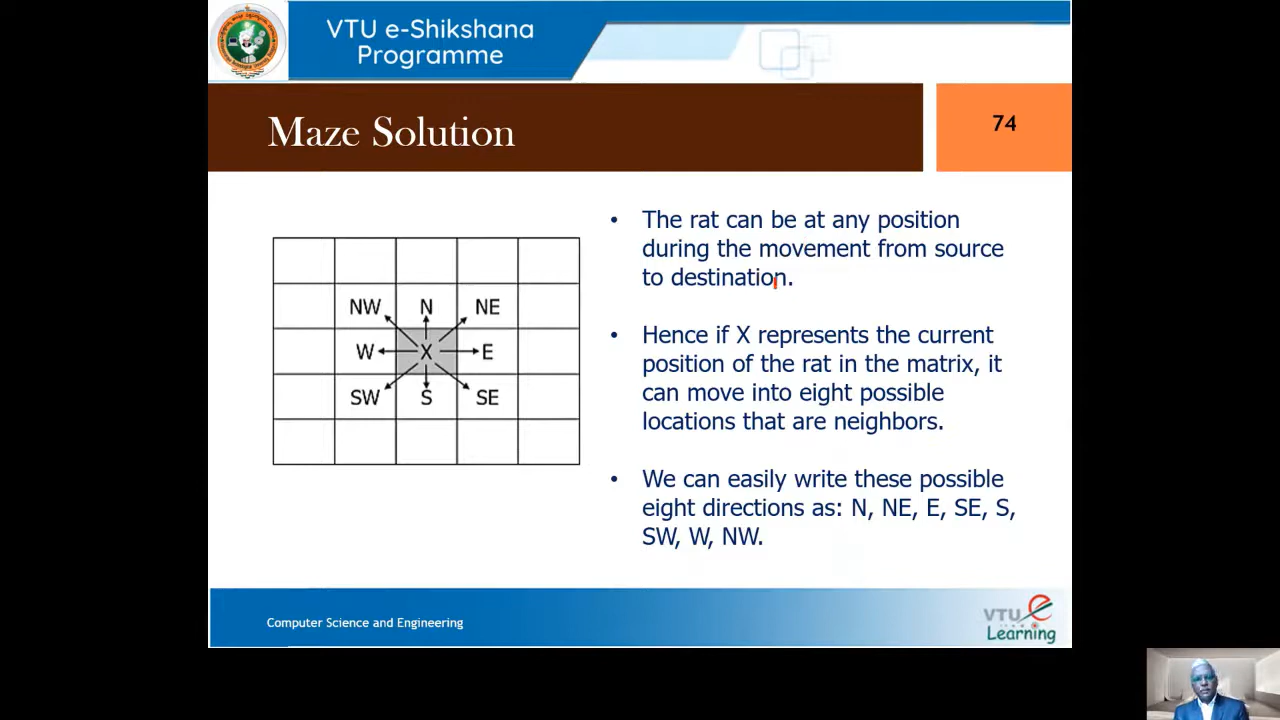 VTU e-Shikshana
Programme
Maze Solution
74
NW N NE
W X E
SW S SE
• The rat can be at any position
during the movement from source
to destination.
• Hence if X represents the current
position of the rat in the matrix, it
can move into eight possible
locations that are neighbors.
• We can easily write these possible
eight directions as: N, NE, E, SE, S,
SW, W, NW.
Computer Science and Engineering
VTU e
Learning